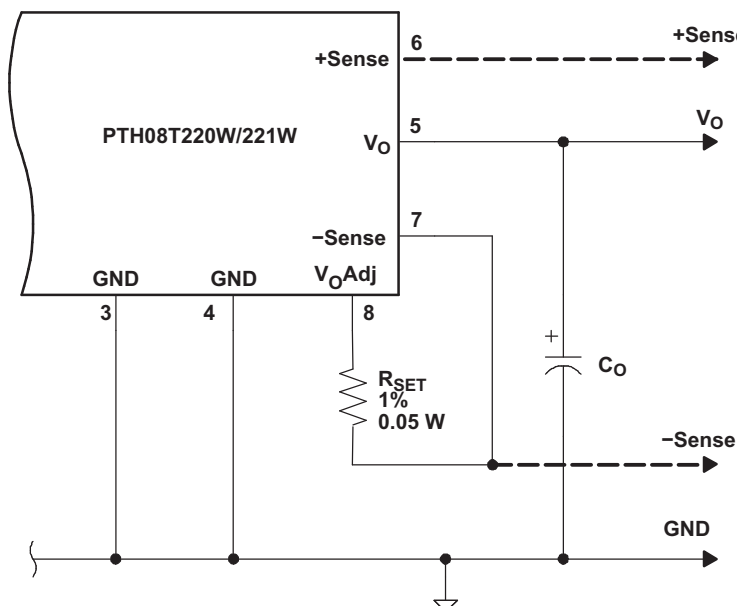 6
+Sense
+Sense
PTH08T220W/221W
5
VO
VO
7
−Sense
GND
GND
VOAdj
3
4
8
+
RSET
1%
0.05 W
CO
−Sense
GND